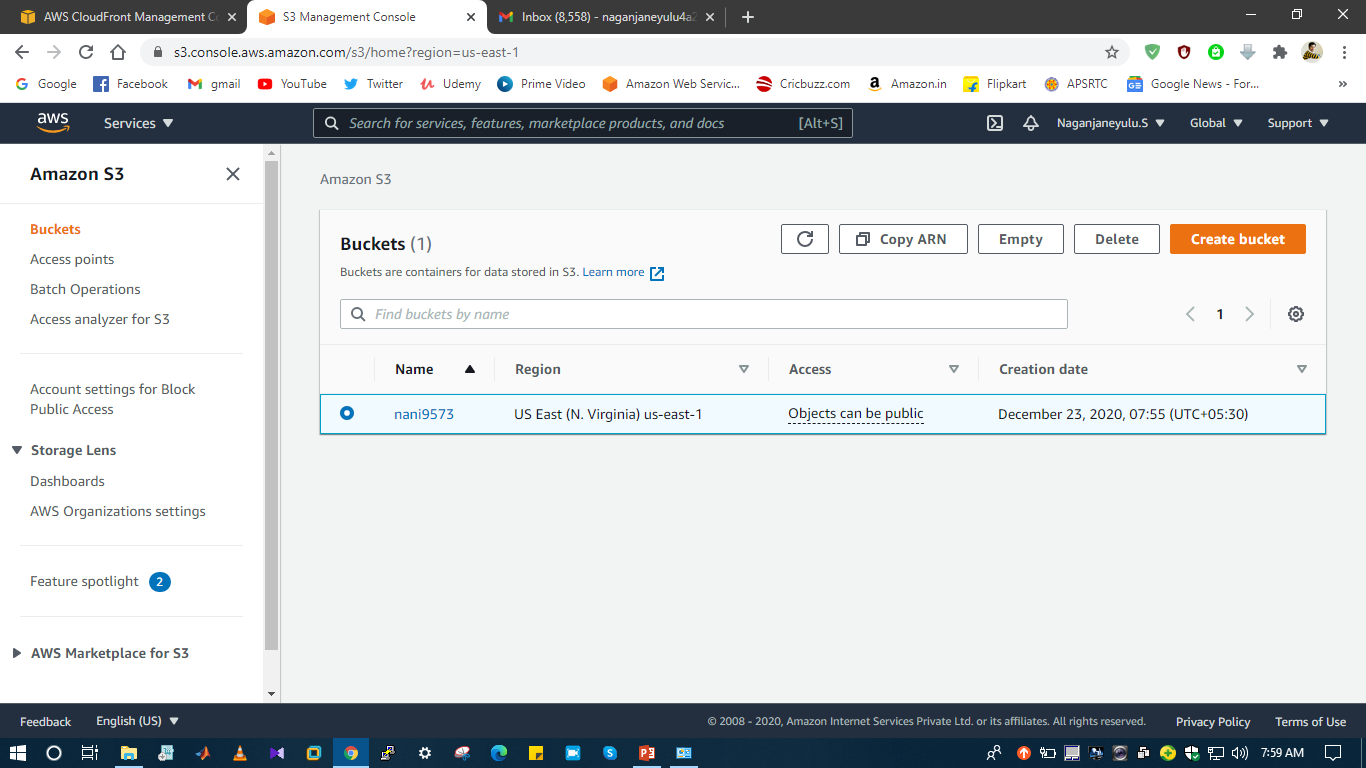 AWS CloudFront Management Co
S3 Management Console
Inbox (8,558) - naganjaneyulu4a2
s3.console.aws.amazon.com/s3/home?region=us-east-1
Google
Facebook
gmail
YouTube
Twitter
Udemy
Prime Video
Amazon Web Servic...
Cricbuzz.com
Amazon.in
Flipkart
APSRTC
Google News - For...
aws
Services
Search for services, features, marketplace products, and docs
[Alt+S]
Naganjaneyulu.S
Global
Support
Amazon S3
Buckets
Access points
Batch Operations
Access analyzer for S3
Account settings for Block
Public Access
Storage Lens
Dashboards
AWS Organizations settings
Feature spotlight 2
AWS Marketplace for S3
Amazon S3
Buckets (1)
Copy ARN
Empty
Delete
Create bucket
Buckets are containers for data stored in S3. Learn more
Find buckets by name
1
Name
Region
Access
Creation date
nani9573
US East (N. Virginia) us-east-1
Objects can be public
December 23, 2020, 07:55 (UTC+05:30)
Feedback
English (US)
© 2008 - 2020, Amazon Internet Services Private Ltd. or its affiliates. All rights reserved.
Privacy Policy
Terms of Use
7:59 AM